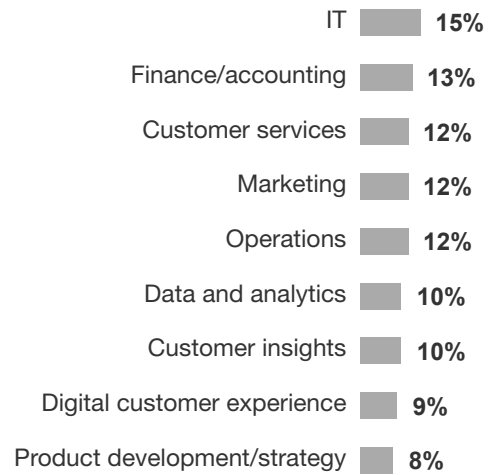 IT 15%
Finance/accounting 13%
Customer services 12%
Marketing 12%
Operations 12%
Data and analytics 10%
Customer insights 10%
Digital customer experience 9%
Product development/strategy 8%